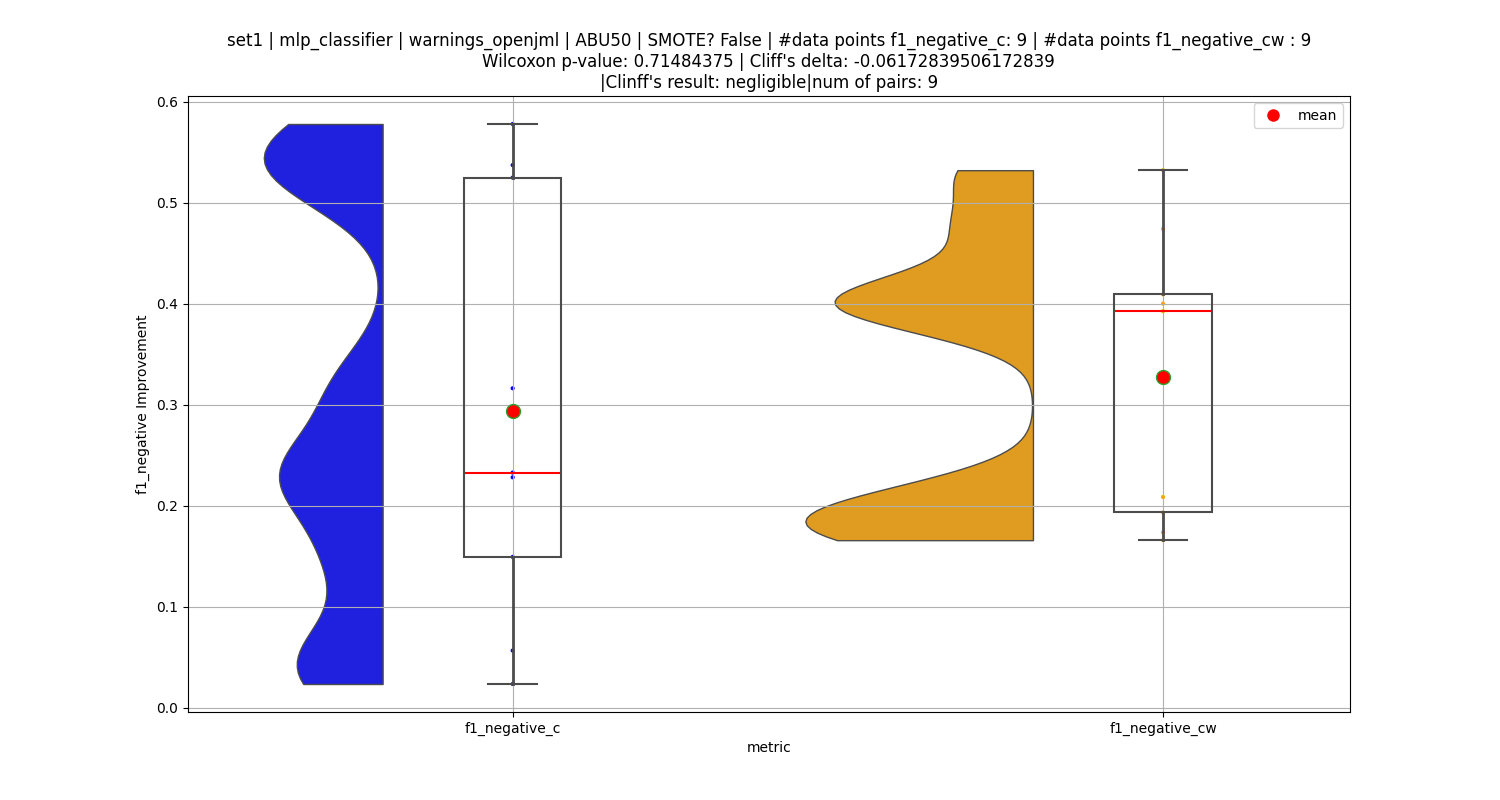 set1 | mlp_classifier | warnings_openjml | ABU50 | SMOTE? False | #data points f1_negative_c: 9 | #data points f1_negative_cw : 9
Wilcoxon p-value: 0.71484375 | Cliff's delta: -0.06172839506172839
|Clinff's result: negligible|num of pairs: 9
mean
0.6
0.5
0.4
0.3
0.2
0.1
0.0
f1_negative Improvement
f1_negative_c
f1_negative_cw
metric